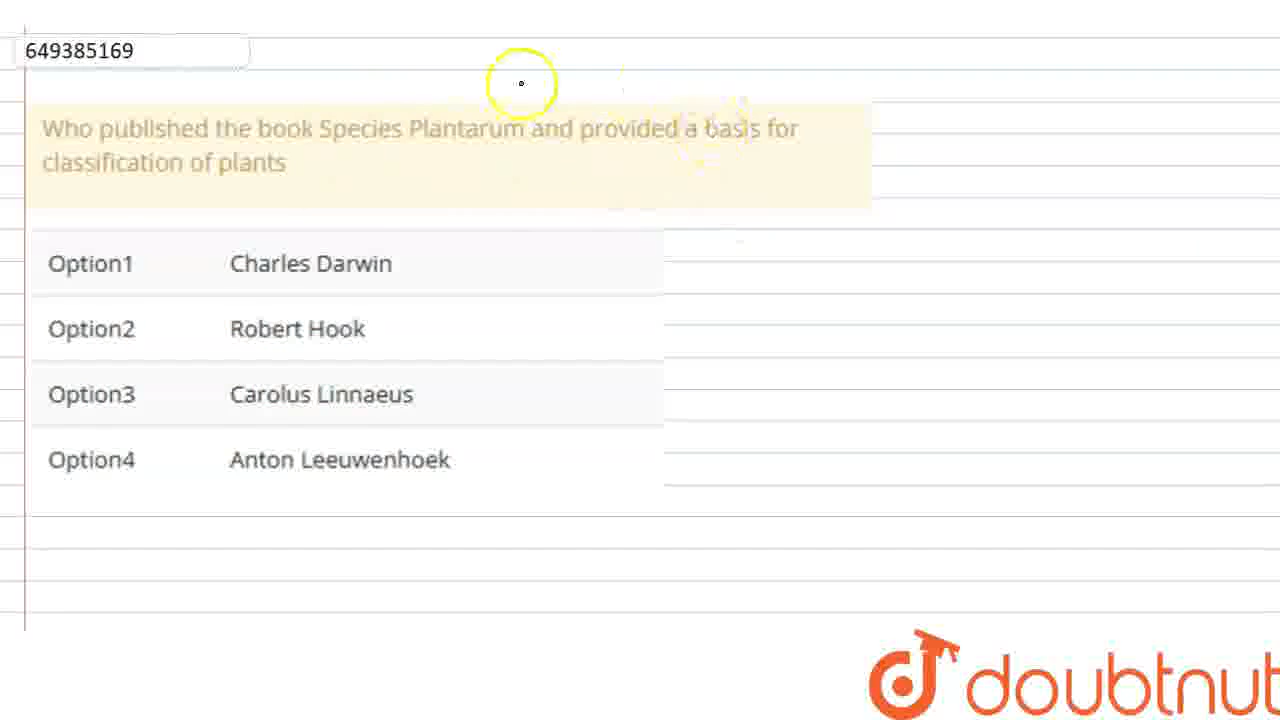 649385169
Who published the book Species Plantarum and provided a basis for
classification of plants
Option1 Charles Darwin
Option2 Robert Hook
Option3 Carolus Linnaeus
Option4 Anton Leeuwenhoek
doubtnut